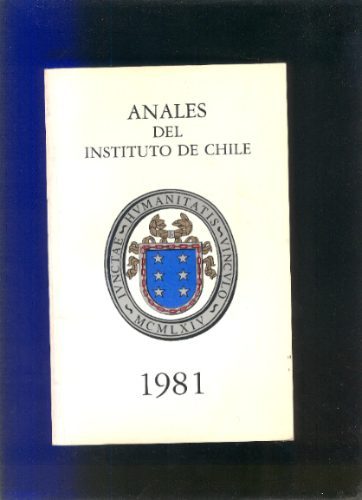 ANALES
DEL
INSTITUTO DE CHILE
IVNCTAE · HVMANITATIS · VINCVLO
MCMLXIV
1981